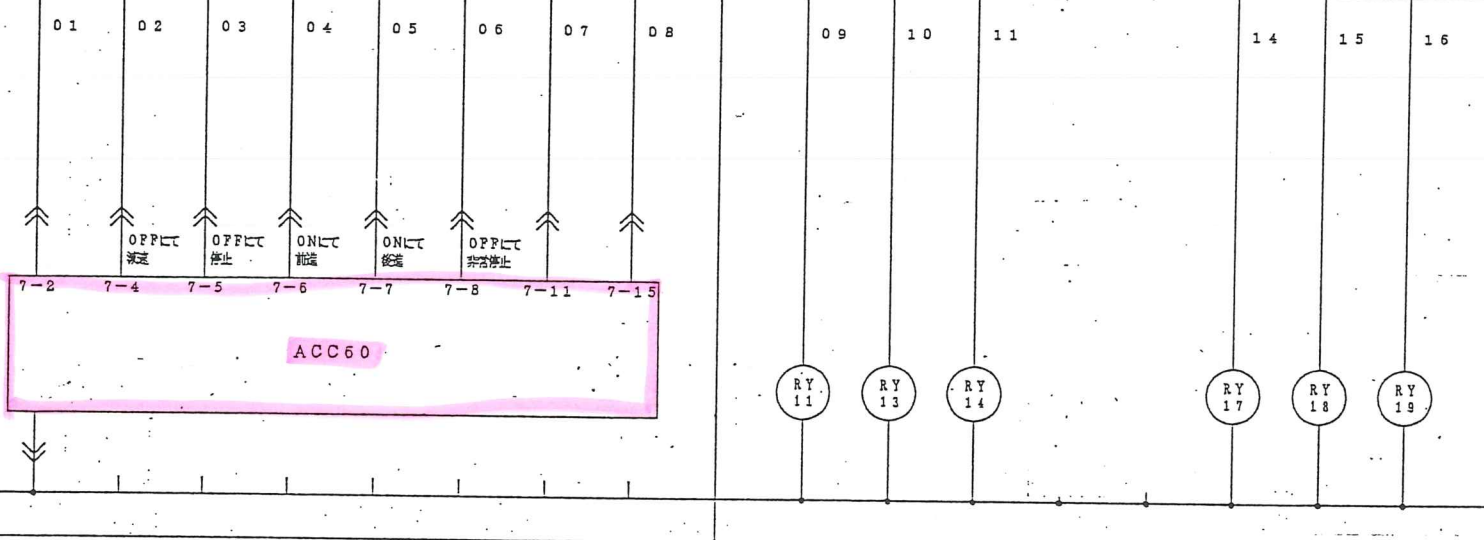 01 02 03 04 05 06 07 08 09 10 11 14 15 16
OFFにて OFFにて ONにて ONにて OFFにて
減速 停止 前進 後進 非常停止
7-2 7-4 7-5 7-6 7-7 7-8 7-11 7-15
ACC60
RY RY RY RY RY RY
11 13 14 17 18 19